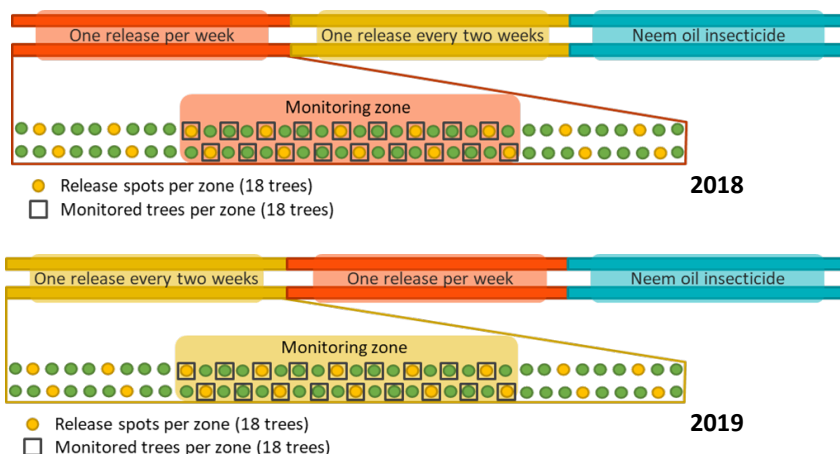 One release per week
One release every two weeks
Neem oil insecticide
Monitoring zone
Release spots per zone (18 trees)
Monitored trees per zone (18 trees)
2018
One release every two weeks
One release per week
Neem oil insecticide
Monitoring zone
Release spots per zone (18 trees)
2019
Monitored trees per zone (18 trees)